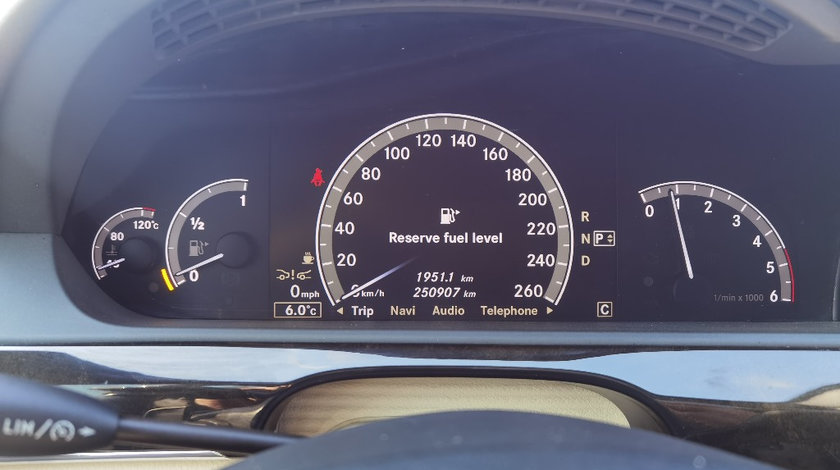 120°C
80
40
1
½
0
0 mph
6.0°C
0 km/h
20
40
60
80
100
120
140
160
180
200
220
240
260
Reserve fuel level
1951.1 km
250907 km
Trip Navi Audio Telephone
R
N P
D
C
0
1
2
3
4
5
6
1/min x 1000
LIM/